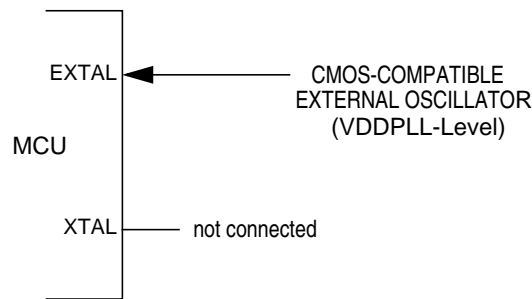 EXTAL
CMOS-COMPATIBLE
EXTERNAL OSCILLATOR
(VDDPLL-Level)
MCU
XTAL
not connected